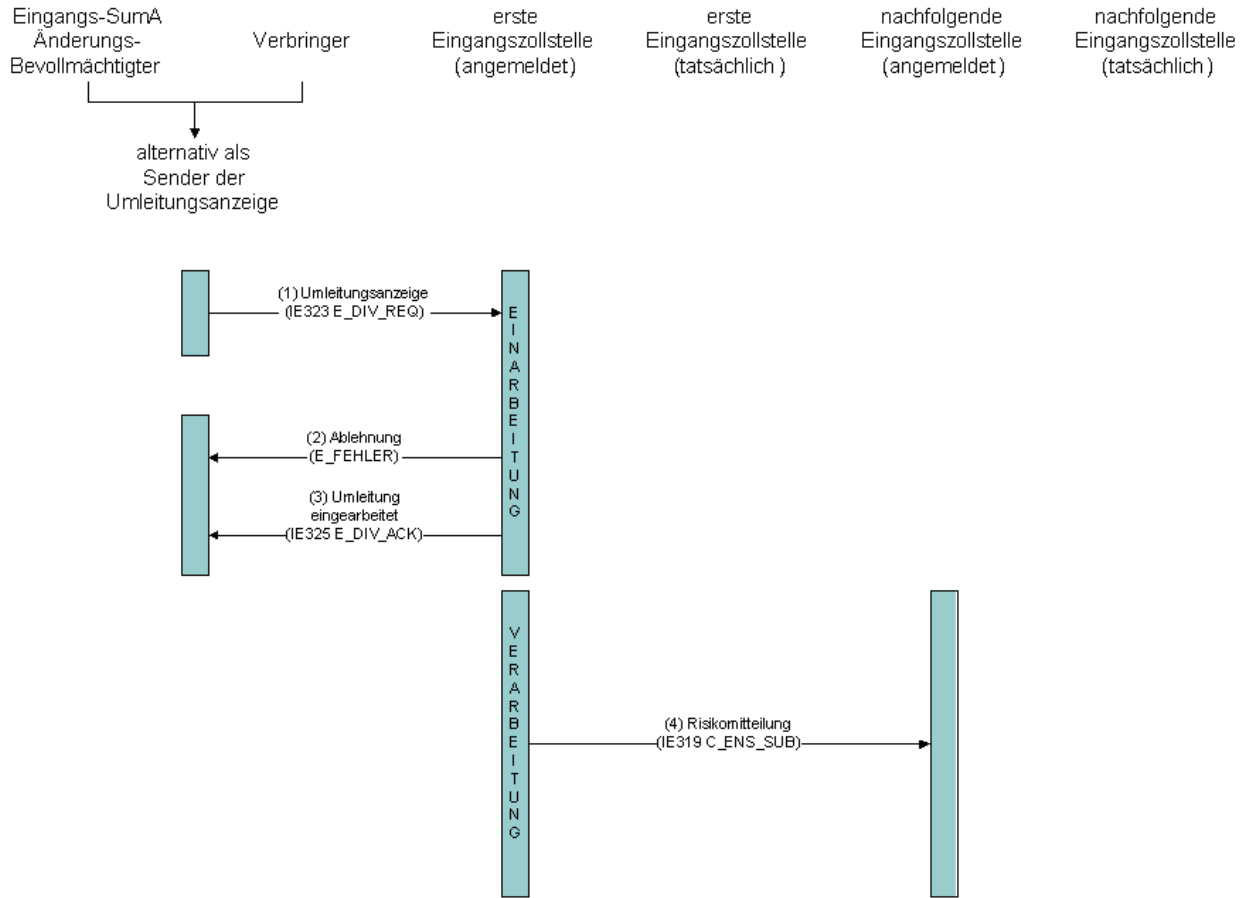 Eingangs-SumA
Änderungs-
Bevollmächtigter
Verbringer
erste
Eingangszollstelle
(angemeldet)
erste
Eingangszollstelle
(tatsächlich )
nachfolgende
Eingangszollstelle
(angemeldet )
nachfolgende
Eingangszollstelle
(tatsächlich )
alternativ als
Sender der
Umleitungsanzeige
(1) Umleitungsanzeige
(IE323 E_DIV_REQ)
EINARBEITUNG
(2) Ablehnung
(E_FEHLER)
(3) Umleitung
eingearbeitet
(IE325 E_DIV_ACK)
VERARBEITUNG
(4) Risikomitteilung
(IE319 C_ENS_SUB)